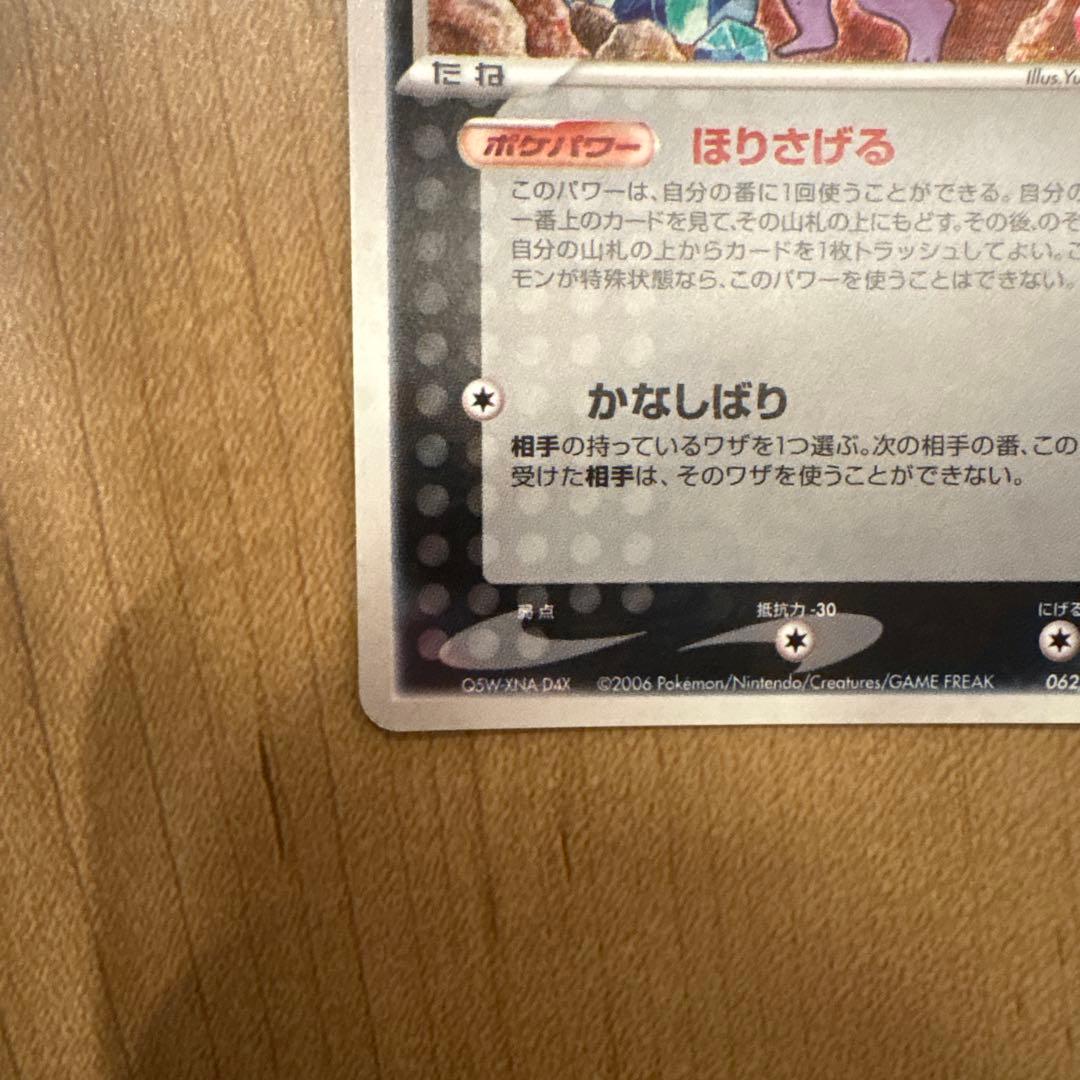 たね
Illus.Yu
ポケパワー ほりさげる
このパワーは、自分の番に1回使うことができる。自分の
一番上のカードを見て、その山札の上にもどす。その後、のぞ
自分の山札の上からカードを1枚トラッシュしてよい。こ
モンが特殊状態なら、このパワーを使うことはできない。
かなしばり
相手の持っているワザを1つ選ぶ。次の相手の番、この
受けた相手は、そのワザを使うことができない。
弱点 抵抗力 -30 にげる
Q5W-XNA-D4X ©2006 Pokémon/Nintendo/Creatures/GAME FREAK 062